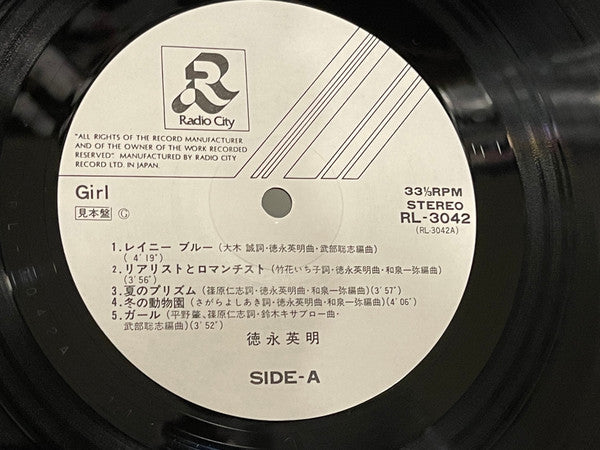 Radio City
"ALL RIGHTS OF THE RECORD MANUFACTURER
AND OF THE OWNER OF THE WORK RECORDED
RESERVED". MANUFACTURED BY RADIO CITY
RECORD LTD. IN JAPAN.
Girl
見本盤 Ⓖ
33⅓RPM
STEREO
RL-3042
(RL-3042A)
1.レイニー ブルー(大木 誠詞・徳永英明曲・武部聡志編曲)
(4′19″)
2.リアリストとロマンチスト(竹花いち子詞・徳永英明曲・和泉一弥編曲)
(3′56″)
3.夏のプリズム(篠原仁志詞・徳永英明曲・和泉一弥編曲)(3′57″)
4.冬の動物園(さがらよしあき詞・徳永英明曲・和泉一弥編曲)(4′06″)
5.ガール(平野肇、篠原仁志詞・鈴木キサブロー曲・
武部聡志編曲)(3′52″)
徳永英明
SIDE-A